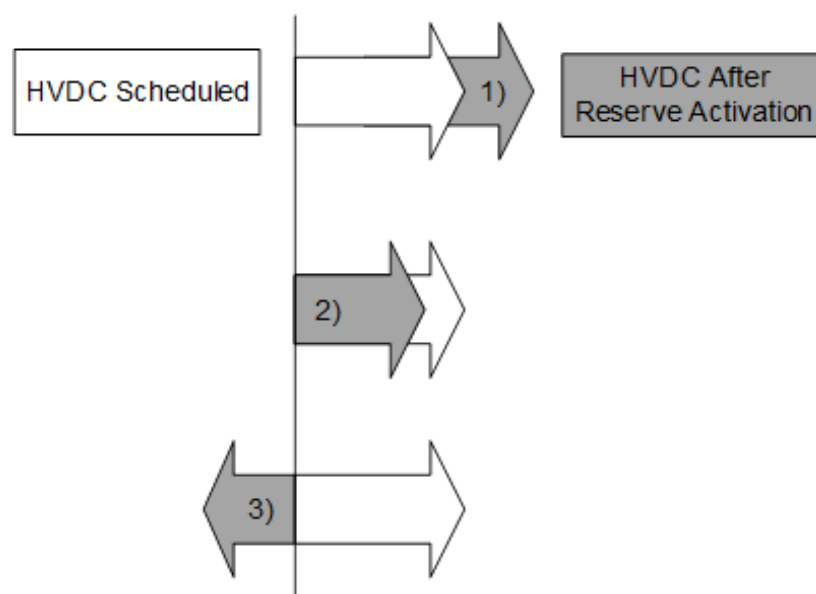 HVDC Scheduled
1)
HVDC After
Reserve Activation
2)
3)